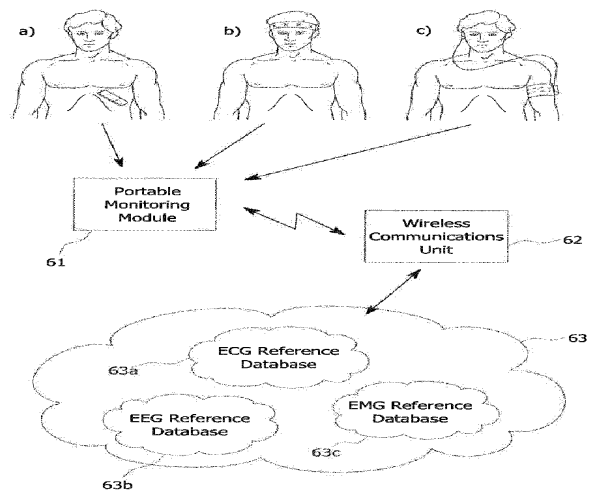 a)
b)
c)
Portable
Monitoring
Module
61
Wireless
Communications
Unit
62
63
ECG Reference
Database
63a
EEG Reference
Database
63b
EMG Reference
Database
63c